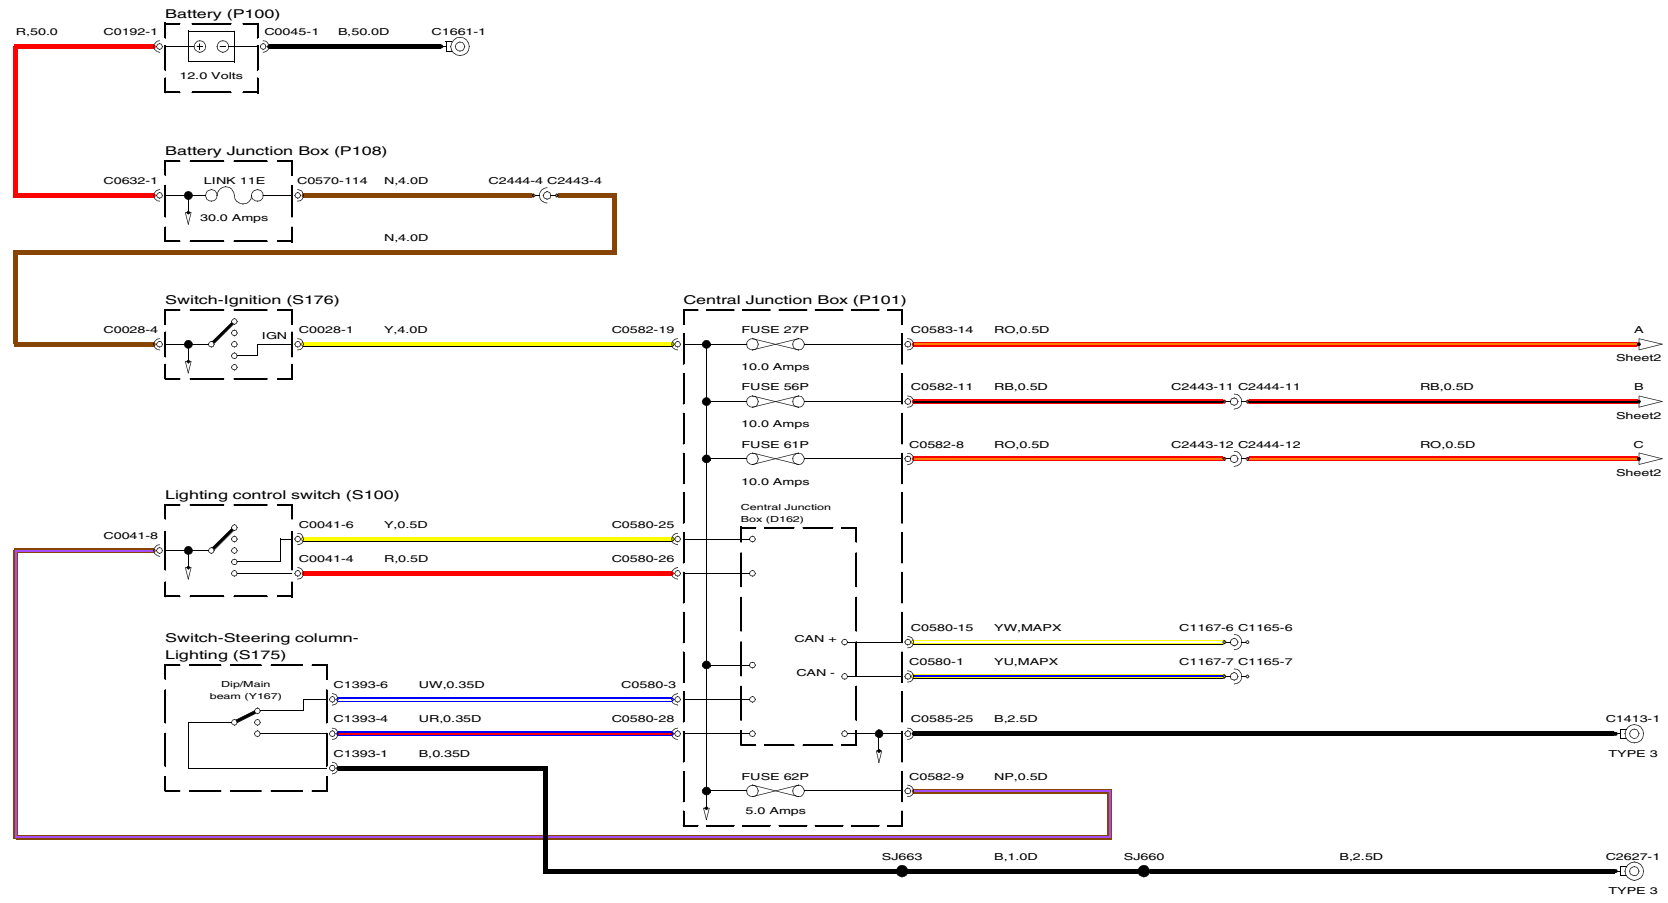 Battery (P100)
R,50.0 C0192-1 C0045-1 B,50.0D C1661-1
12.0 Volts
Battery Junction Box (P108)
C0632-1 LINK 11E C0570-114 N,4.0D C2444-4 C2443-4
30.0 Amps
N,4.0D
Switch-Ignition (S176) Central Junction Box (P101)
C0028-4 IGN C0028-1 Y,4.0D C0582-19 FUSE 27P C0583-14 RO,0.5D A
Sheet2
10.0 Amps
FUSE 56P C0582-11 RB,0.5D C2443-11 C2444-11 RB,0.5D B
Sheet2
10.0 Amps
FUSE 61P C0582-8 RO,0.5D C2443-12 C2444-12 RO,0.5D C
Sheet2
10.0 Amps
Lighting control switch (S100)
Central Junction
Box (D162)
C0041-8 C0041-6 Y,0.5D C0580-25
C0041-4 R,0.5D C0580-26
Switch-Steering column-
Lighting (S175)
CAN + C0580-15 YW,MAPX C1167-6 C1165-6
CAN - C0580-1 YU,MAPX C1167-7 C1165-7
Dip/Main
beam (Y167)
C1393-6 UW,0.35D C0580-3
C1393-4 UR,0.35D C0580-28 C0585-25 B,2.5D C1413-1
TYPE 3
C1393-1 B,0.35D
FUSE 62P C0582-9 NP,0.5D
5.0 Amps
SJ663 B,1.0D SJ660 B,2.5D C2627-1
TYPE 3